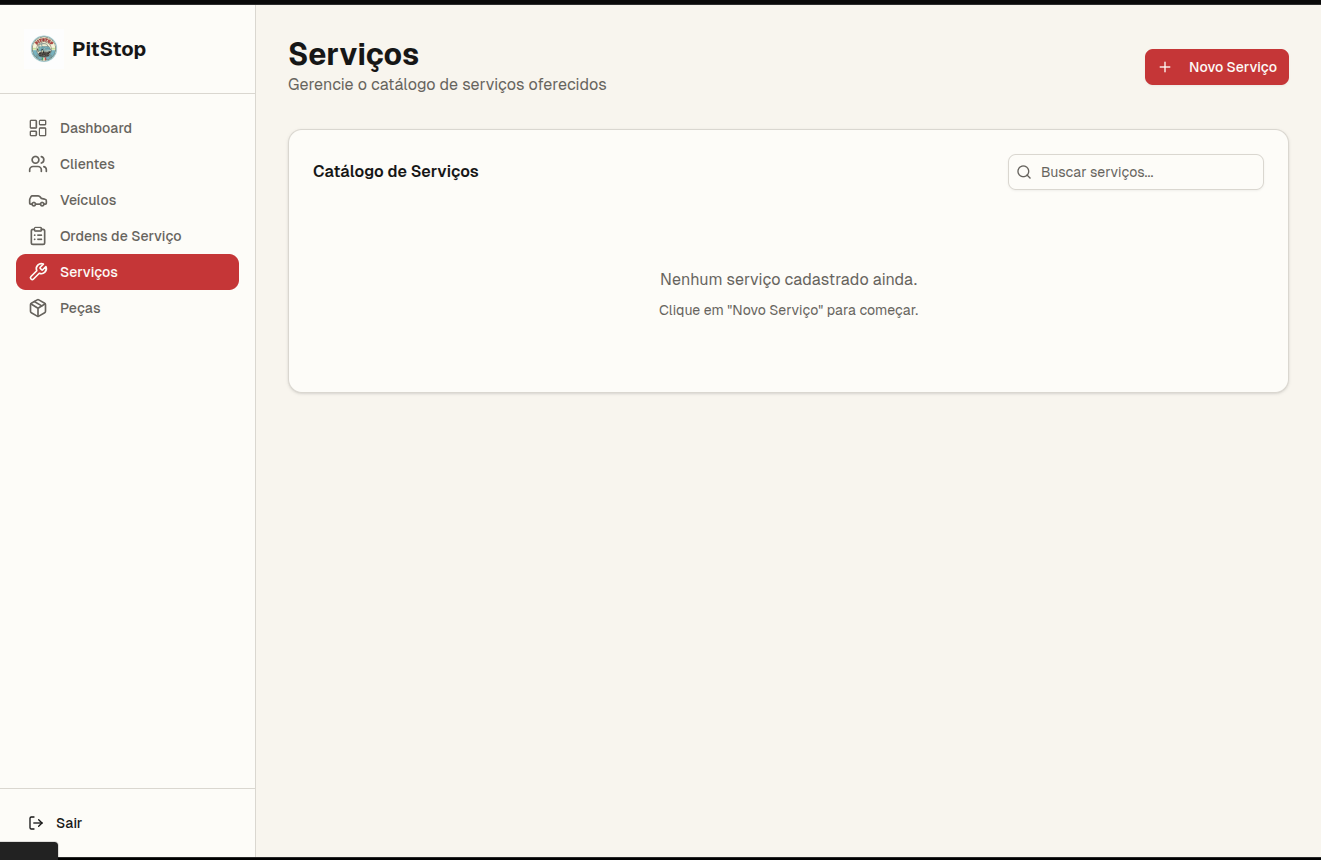 PitStop
Dashboard
Clientes
Veículos
Ordens de Serviço
Serviços
Peças
Sair
Serviços
Gerencie o catálogo de serviços oferecidos
Novo Serviço
Catálogo de Serviços
Buscar serviços...
Nenhum serviço cadastrado ainda.
Clique em "Novo Serviço" para começar.